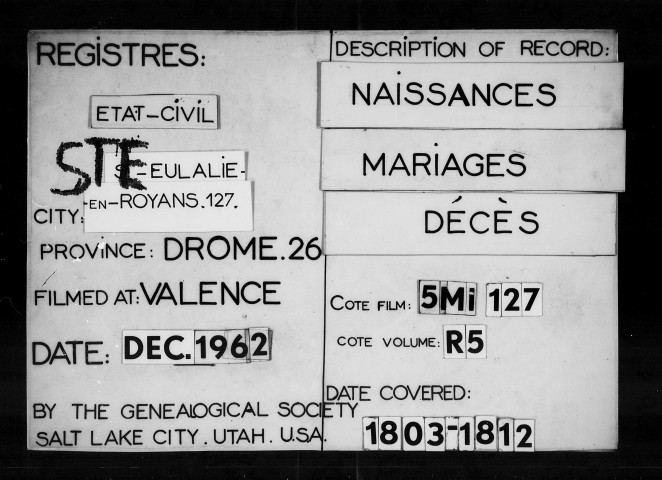 REGISTRES:
ETAT-CIVIL
STE S-EULALIE-
-EN-ROYANS.127.
CITY:
PROVINCE: DROME.26
FILMED AT: VALENCE
DATE: DEC. 1962
BY THE GENEALOGICAL SOCIETY
SALT LAKE CITY. UTAH. U.S.A.
DESCRIPTION OF RECORD:
NAISSANCES
MARIAGES
DÉCÈS
COTE FILM: 5Mi 127
COTE VOLUME: R5
DATE COVERED:
1803-1812